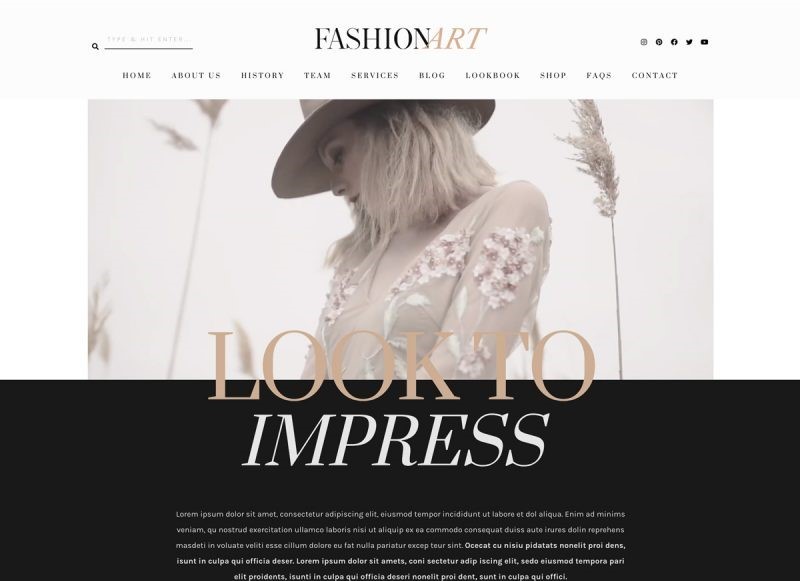 TYPE & HIT ENTER...
FASHIONART
HOME ABOUT US HISTORY TEAM SERVICES BLOG LOOKBOOK SHOP FAQS CONTACT
LOOK TO
IMPRESS
Lorem ipsum dolor sit amet, consectetur adipiscing elit, eiusmod tempor incididunt ut labore et dol aliqua. Enim ad minims
veniam, qu nostrud exercitation ullamco laboris nisi ut aliquip ex ea commodo consequat duiss aute irures dolin reprehens
masdeti in voluate veliti esse cillum dolore eu fat nulla pariatur excep teur sint. Ocecat cu nisiu pidatats nonelit proi dens,
isunt in culpa qui officia deser. Lorem ipsum dolor sit amets, coni sectetur adip iscing elit, sedo eiusmod tempora pari
elit proidents, isunti in culpa qui oficia deseri nonelit proi dent, sunt in culpa qui offici.